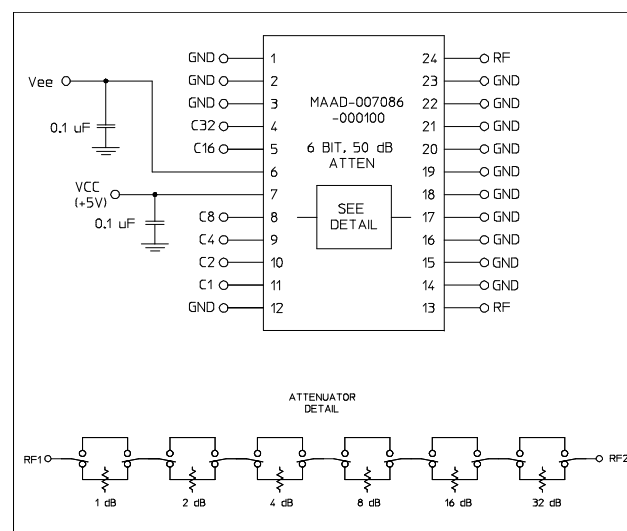 GND 1 24 RF
Vee GND 2 23 GND
GND 3 MAAD-007086 22 GND
0.1 uF C32 4 -000100 21 GND
C16 5 6 BIT, 50 dB 20 GND
6 ATTEN 19 GND
VCC 7 18 GND
(+5V)
C8 8 SEE 17 GND
0.1 uF C4 9 DETAIL 16 GND
C2 10 15 GND
C1 11 14 GND
GND 12 13 RF
ATTENUATOR
DETAIL
RF1 RF2
1 dB 2 dB 4 dB 8 dB 16 dB 32 dB